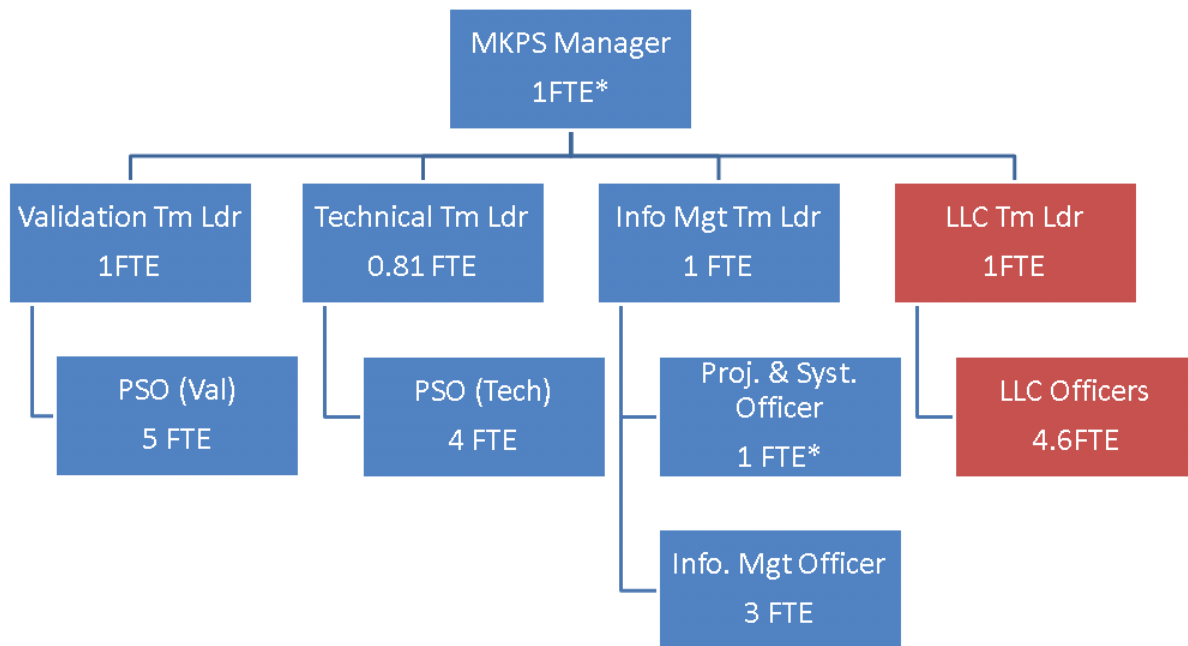 MKPS Manager
1FTE*
Validation Tm Ldr
1FTE
Technical Tm Ldr
0.81 FTE
Info Mgt Tm Ldr
1 FTE
LLC Tm Ldr
1FTE
PSO (Val)
5 FTE
PSO (Tech)
4 FTE
Proj. & Syst.
Officer
1 FTE*
LLC Officers
4.6FTE
Info. Mgt Officer
3 FTE